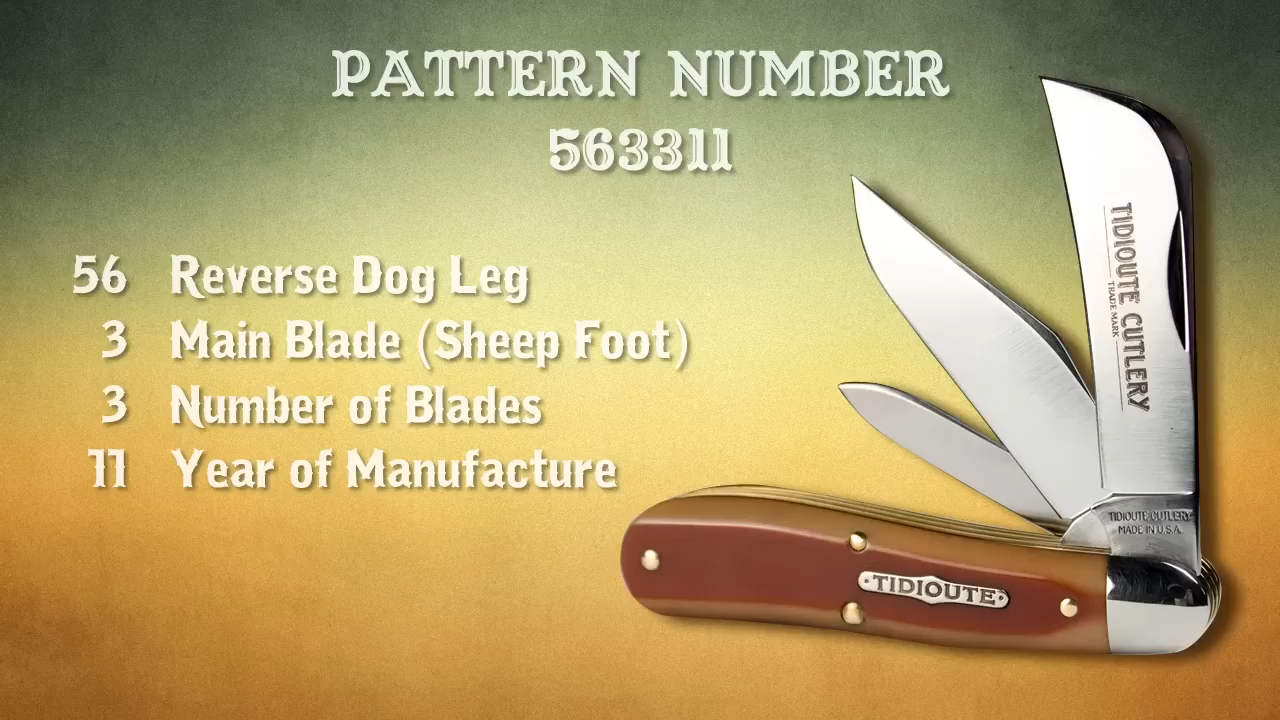 PATTERN NUMBER
563311
56 Reverse Dog Leg
3 Main Blade (Sheep Foot)
3 Number of Blades
11 Year of Manufacture
TIDIOUTE CUTLERY
TRADE MARK
TIDIOUTE CUTLERY
MADE IN U.S.A.
TIDIOUTE